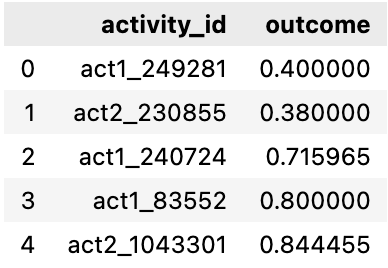 activity_id outcome
0 act1_249281 0.400000
1 act2_230855 0.380000
2 act1_240724 0.715965
3 act1_83552 0.800000
4 act2_1043301 0.844455